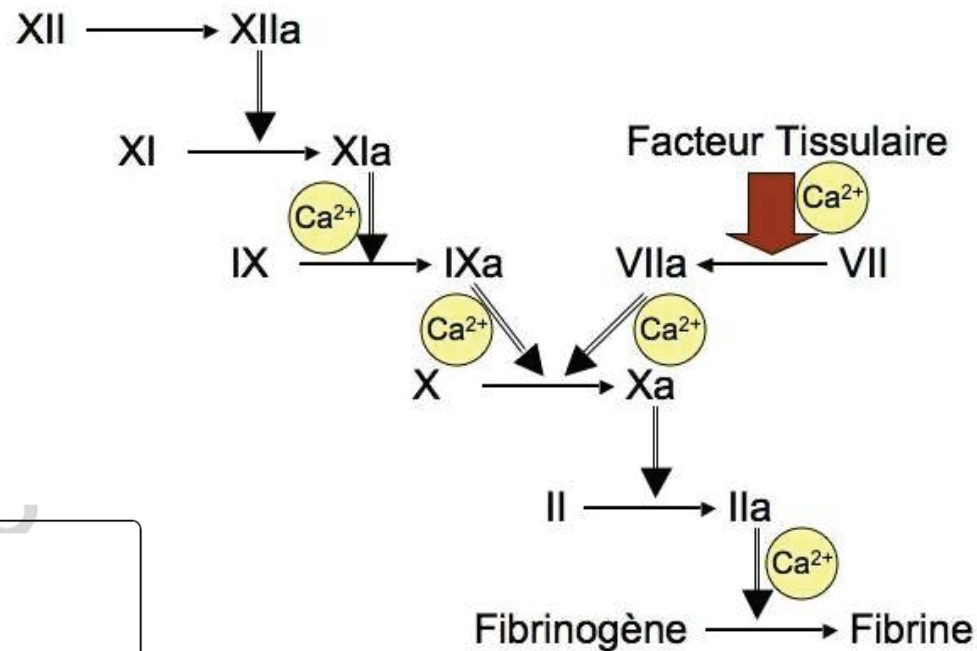 XII XIIa
XI XIa Facteur Tissulaire
Ca²⁺ Ca²⁺
IX IXa VIIa VII
Ca²⁺ Ca²⁺
X Xa
II IIa
Ca²⁺
Fibrinogène Fibrine